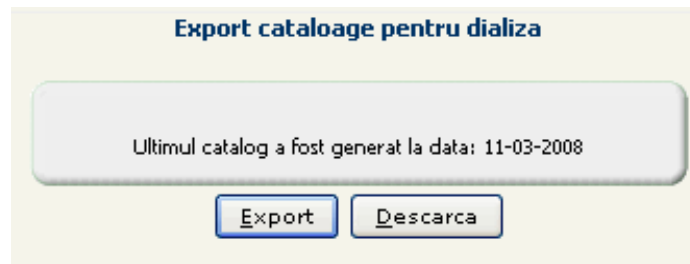 Export cataloage pentru dializa
Ultimul catalog a fost generat la data: 11-03-2008
Export Descarca